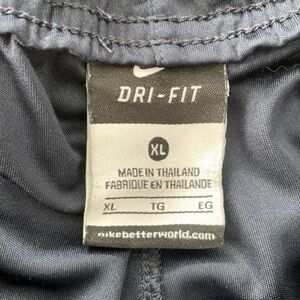 DRI-FIT
XL
MADE IN THAILAND
FABRIQUE EN THAILANDE
XL TG EG
nikebetterworld.com